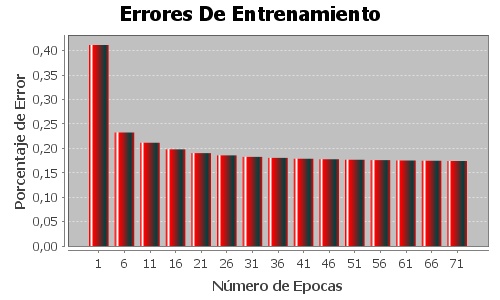 Errores De Entrenamiento
Porcentaje de Error
0,40
0,35
0,30
0,25
0,20
0,15
0,10
0,05
0,00
1 6 11 16 21 26 31 36 41 46 51 56 61 66 71
Número de Epocas